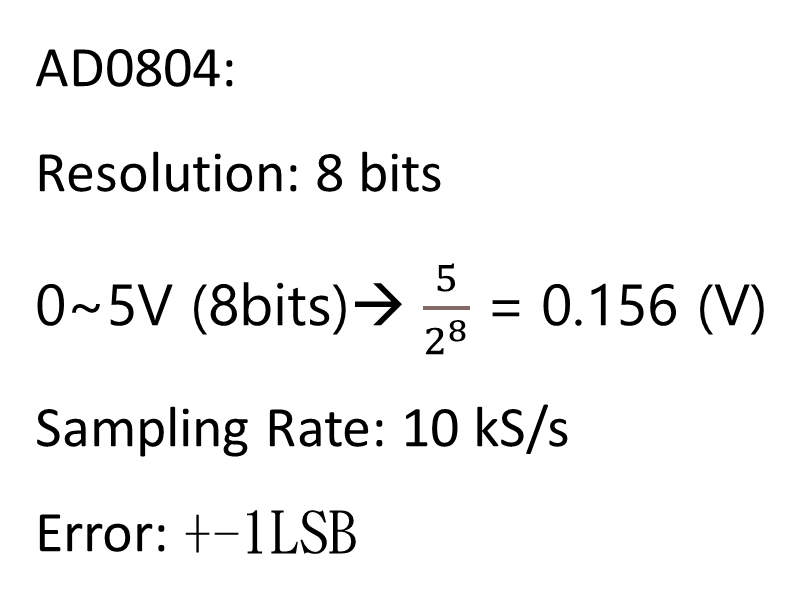 AD0804:
Resolution: 8 bits
0~5V (8bits)→ 5/2⁸ = 0.156 (V)
Sampling Rate: 10 kS/s
Error: +-1LSB